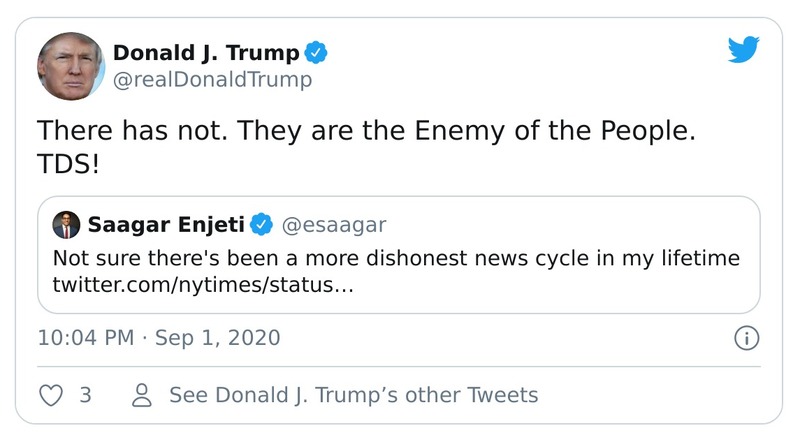 Donald J. Trump
@realDonaldTrump
There has not. They are the Enemy of the People.
TDS!
Saagar Enjeti @esaagar
Not sure there's been a more dishonest news cycle in my lifetime
twitter.com/nytimes/status…
10:04 PM · Sep 1, 2020
3 See Donald J. Trump’s other Tweets